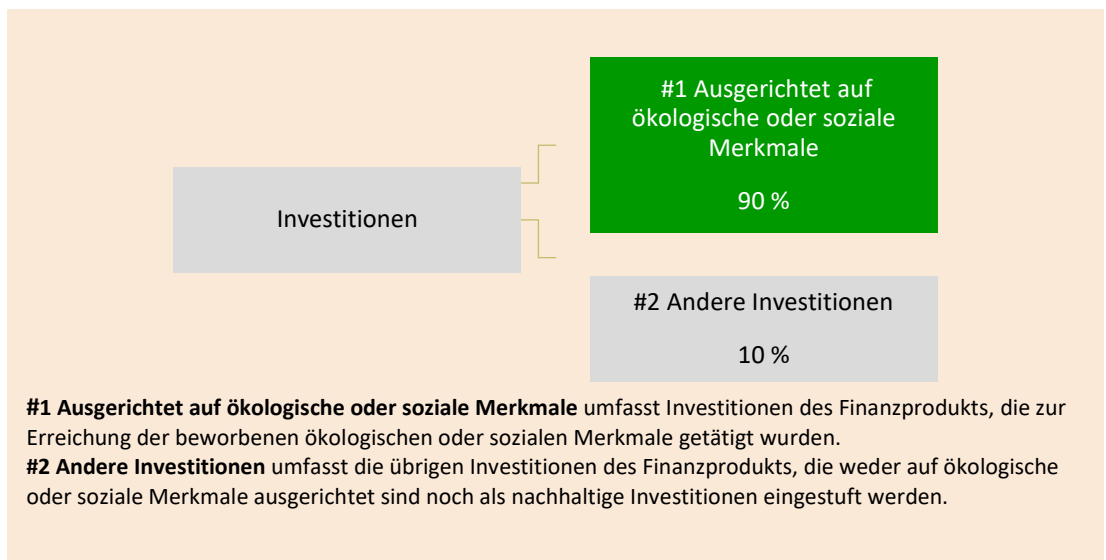 #1 Ausgerichtet auf
ökologische oder soziale
Merkmale
90 %
Investitionen
#2 Andere Investitionen
10 %
#1 Ausgerichtet auf ökologische oder soziale Merkmale umfasst Investitionen des Finanzprodukts, die zur
Erreichung der beworbenen ökologischen oder sozialen Merkmale getätigt wurden.
#2 Andere Investitionen umfasst die übrigen Investitionen des Finanzprodukts, die weder auf ökologische
oder soziale Merkmale ausgerichtet sind noch als nachhaltige Investitionen eingestuft werden.